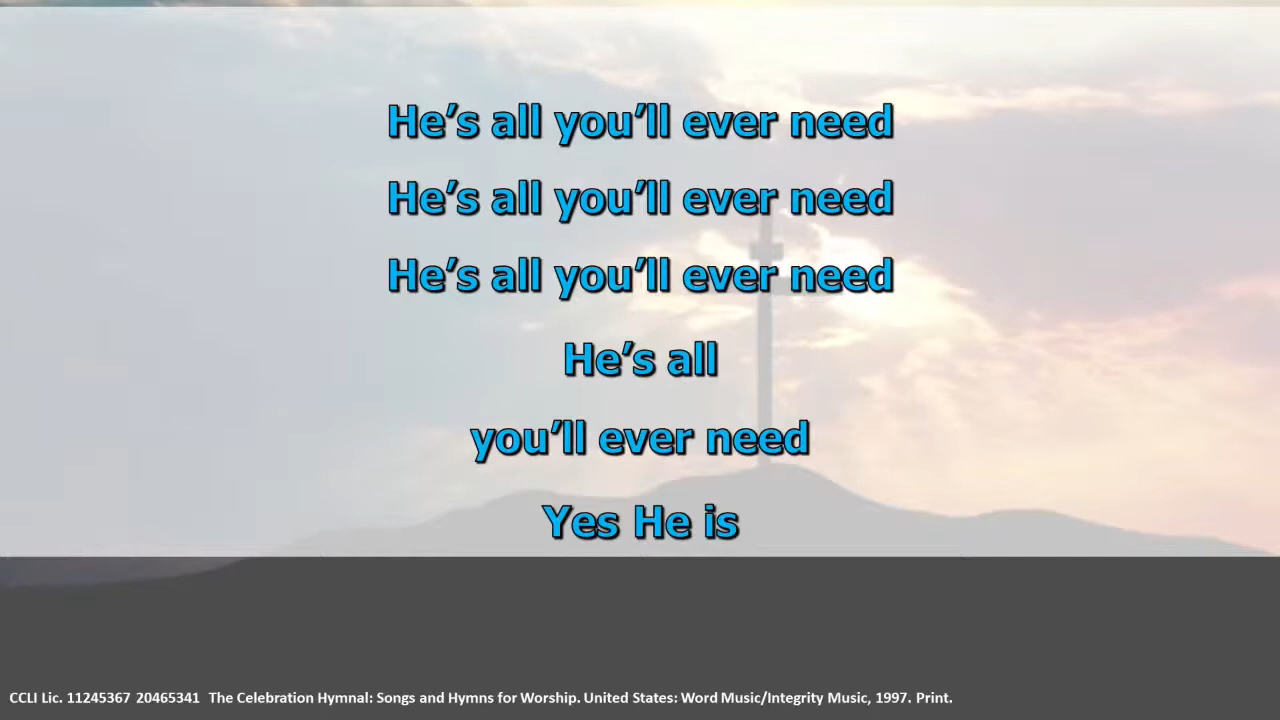 He’s all you’ll ever need
He’s all you’ll ever need
He’s all you’ll ever need
He’s all
you’ll ever need
Yes He is
CCLI Lic. 11245367 20465341 The Celebration Hymnal: Songs and Hymns for Worship. United States: Word Music/Integrity Music, 1997. Print.